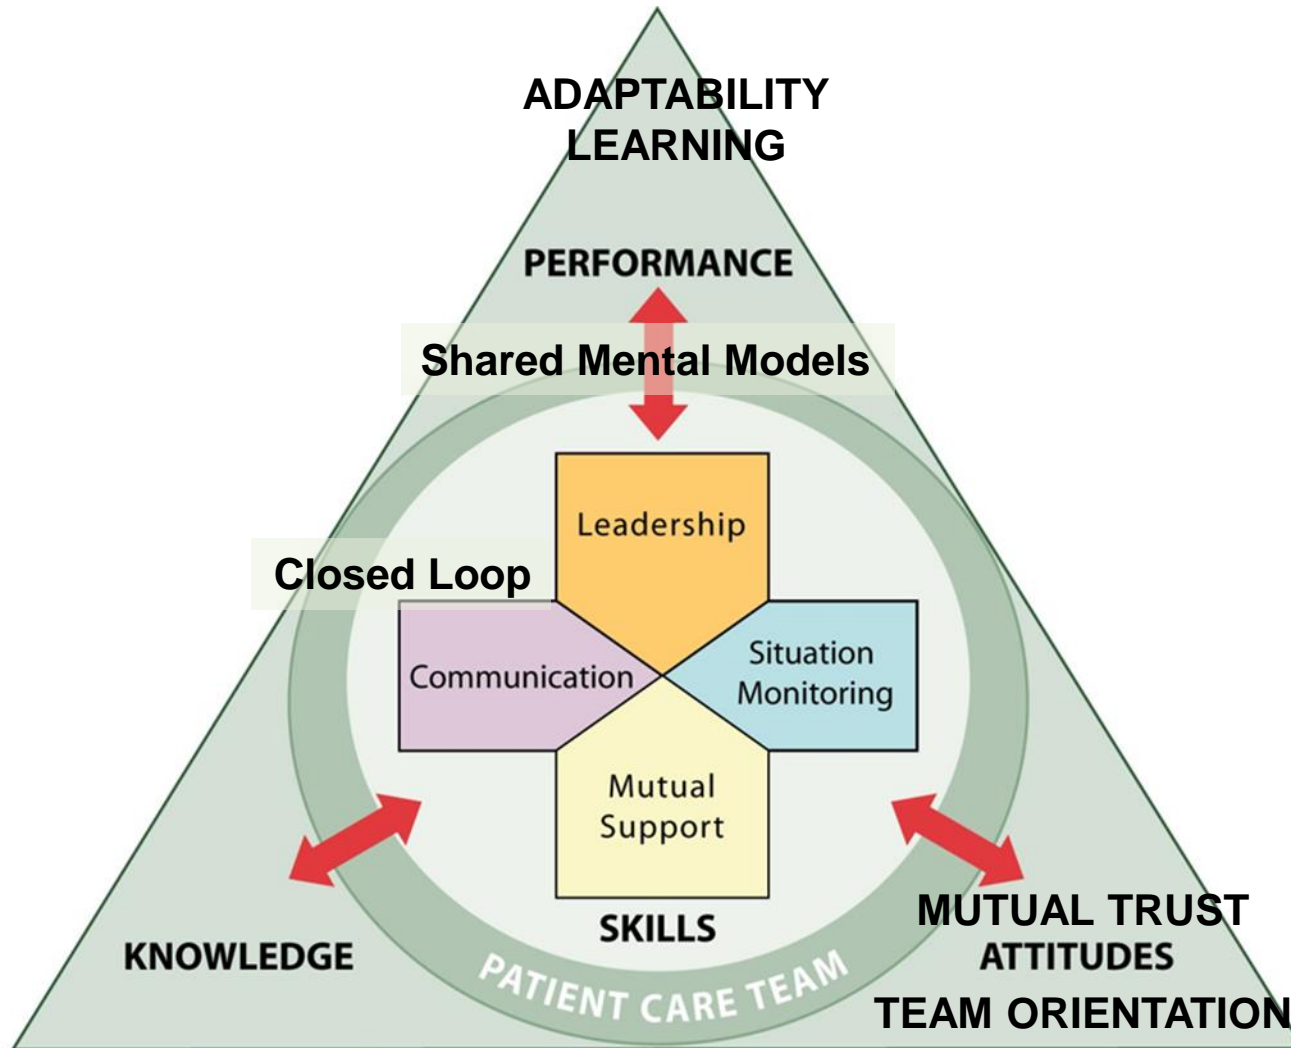 ADAPTABILITY
LEARNING
PERFORMANCE
Shared Mental Models
Leadership
Closed Loop
Communication
Situation
Monitoring
Mutual
Support
SKILLS
KNOWLEDGE
MUTUAL TRUST
ATTITUDES
TEAM ORIENTATION
PATIENT CARE TEAM